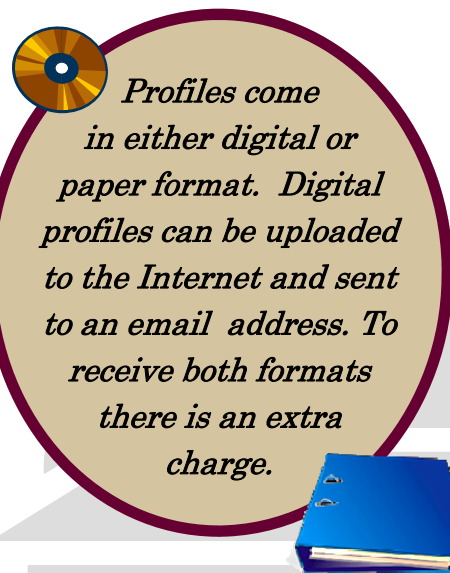 Profiles come
in either digital or
paper format.  Digital
profiles can be uploaded
to the Internet and sent
to an email  address. To
receive both formats
there is an extra
charge.